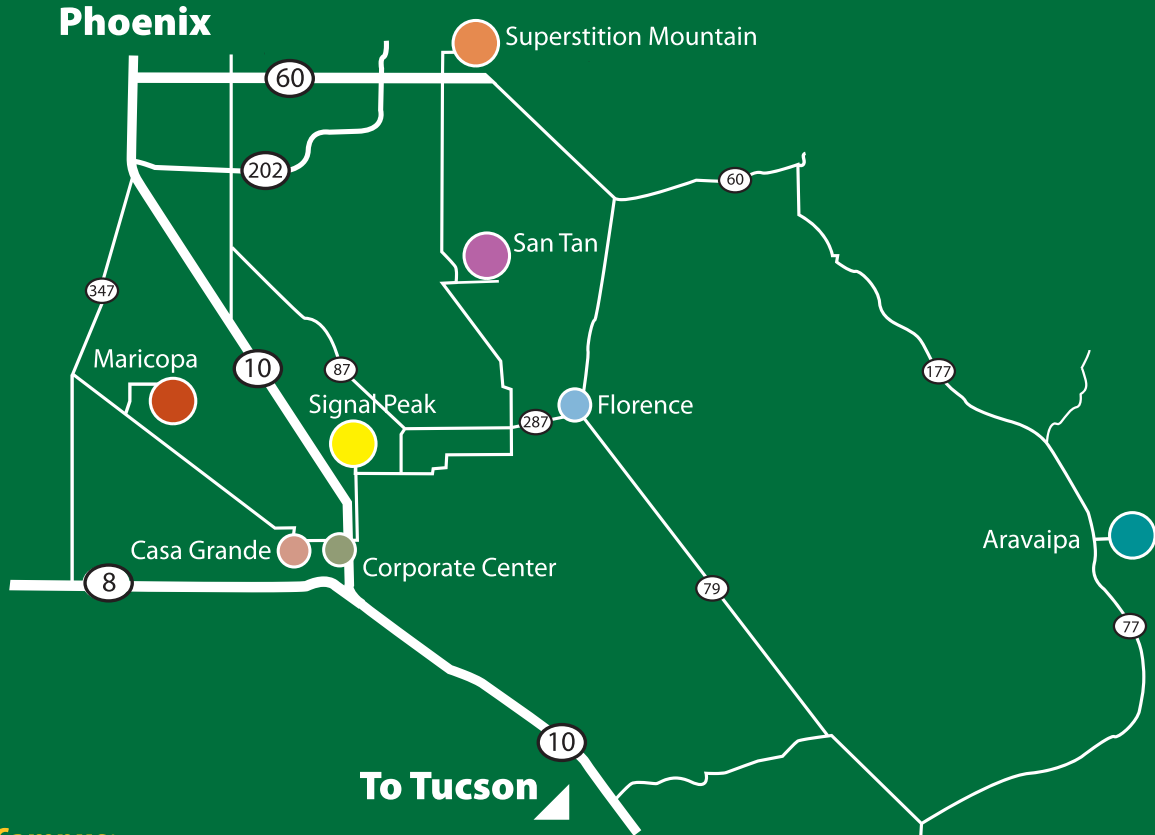 Phoenix
Superstition Mountain
60
202
60
San Tan
347
Maricopa
10
87
177
Signal Peak
287
Florence
Casa Grande
Corporate Center
Aravaipa
8
79
77
10
To Tucson